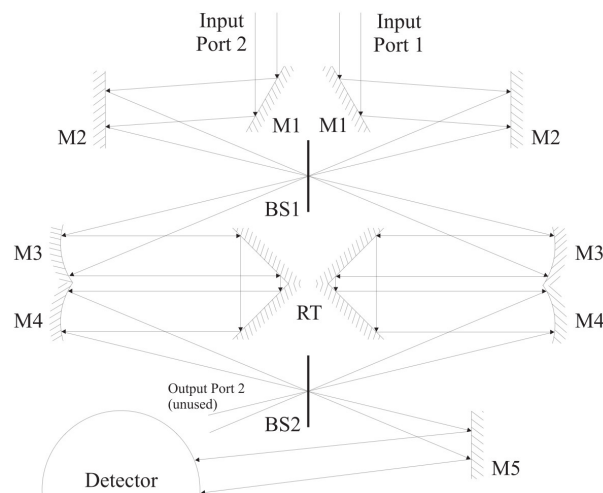 Input
Port 2
Input
Port 1
M1
M1
M2
M2
BS1
M3
M3
RT
M4
M4
Output Port 2
(unused)
BS2
M5
Detector